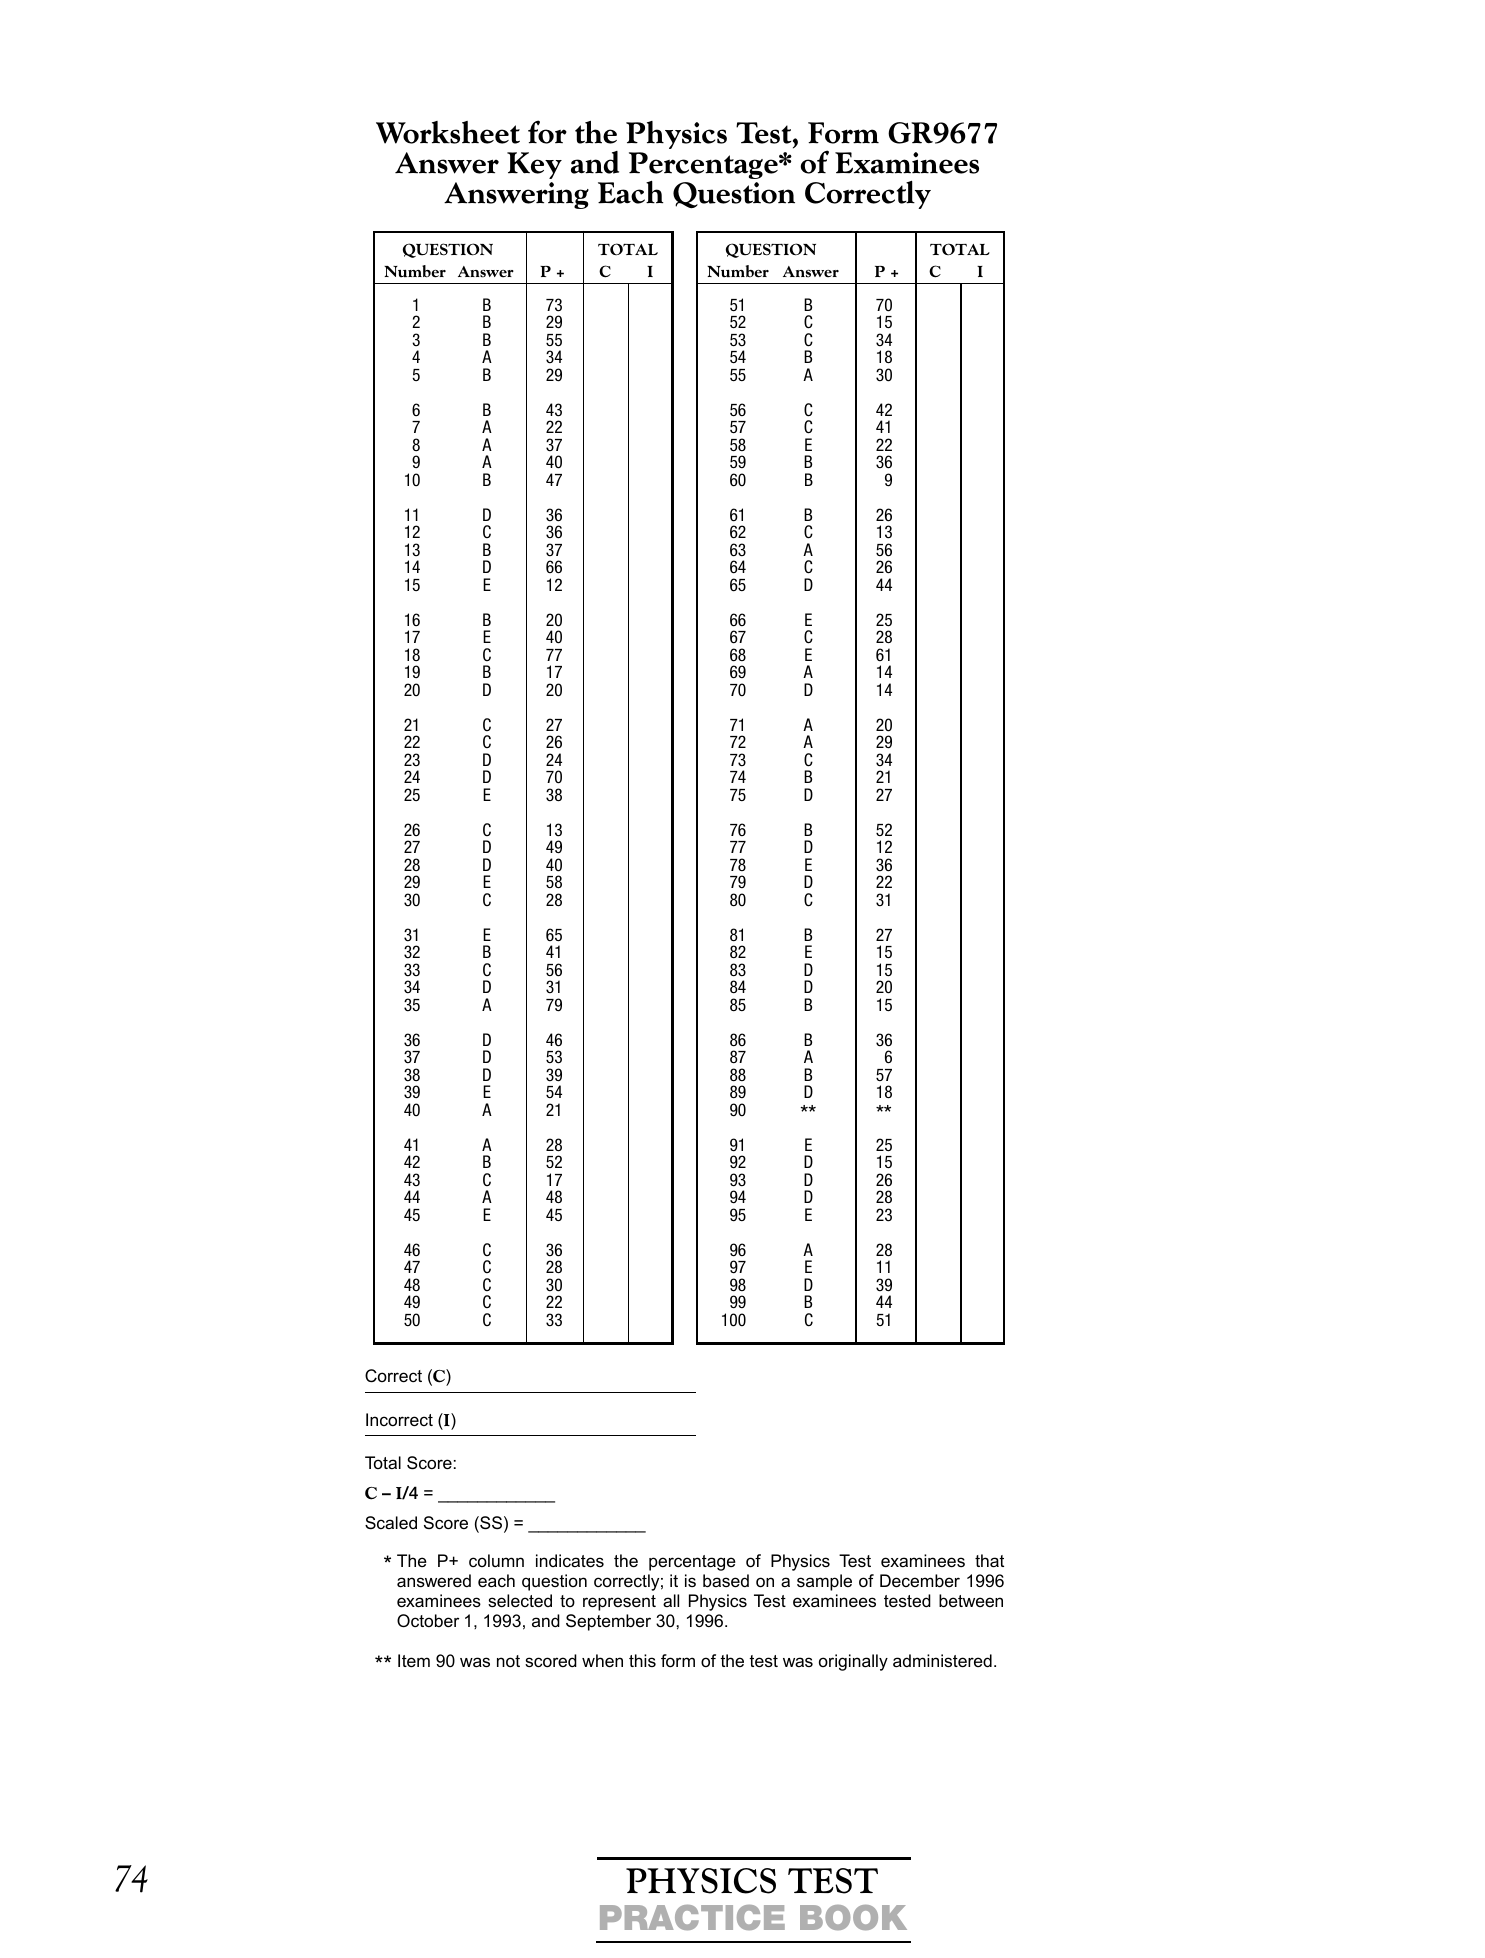 Worksheet for the Physics Test, Form GR9677
Answer Key and Percentage* of Examinees
Answering Each Question Correctly
QUESTION TOTAL QUESTION TOTAL
Number Answer P + C I Number Answer P + C I
1 B 73 51 B 70
2 B 29 52 C 15
3 B 55 53 C 34
4 A 34 54 B 18
5 B 29 55 A 30
6 B 43 56 C 42
7 A 22 57 C 41
8 A 37 58 E 22
9 A 40 59 B 36
10 B 47 60 B 9
11 D 36 61 B 26
12 C 36 62 C 13
13 B 37 63 A 56
14 D 66 64 C 26
15 E 12 65 D 44
16 B 20 66 E 25
17 E 40 67 C 28
18 C 77 68 E 61
19 B 17 69 A 14
20 D 20 70 D 14
21 C 27 71 A 20
22 C 26 72 A 29
23 D 24 73 C 34
24 D 70 74 B 21
25 E 38 75 D 27
26 C 13 76 B 52
27 D 49 77 D 12
28 D 40 78 E 36
29 E 58 79 D 22
30 C 28 80 C 31
31 E 65 81 B 27
32 B 41 82 E 15
33 C 56 83 D 15
34 D 31 84 D 20
35 A 79 85 B 15
36 D 46 86 B 36
37 D 53 87 A 6
38 D 39 88 B 57
39 E 54 89 D 18
40 A 21 90 ** **
41 A 28 91 E 25
42 B 52 92 D 15
43 C 17 93 D 26
44 A 48 94 D 28
45 E 45 95 E 23
46 C 36 96 A 28
47 C 28 97 E 11
48 C 30 98 D 39
49 C 22 99 B 44
50 C 33 100 C 51
Correct (C)
Incorrect (I)
Total Score:
C – I/4 = ____________
Scaled Score (SS) = ____________
* The P+ column indicates the percentage of Physics Test examinees that
answered each question correctly; it is based on a sample of December 1996
examinees selected to represent all Physics Test examinees tested between
October 1, 1993, and September 30, 1996.
** Item 90 was not scored when this form of the test was originally administered.
74
PHYSICS TEST
PRACTICE BOOK